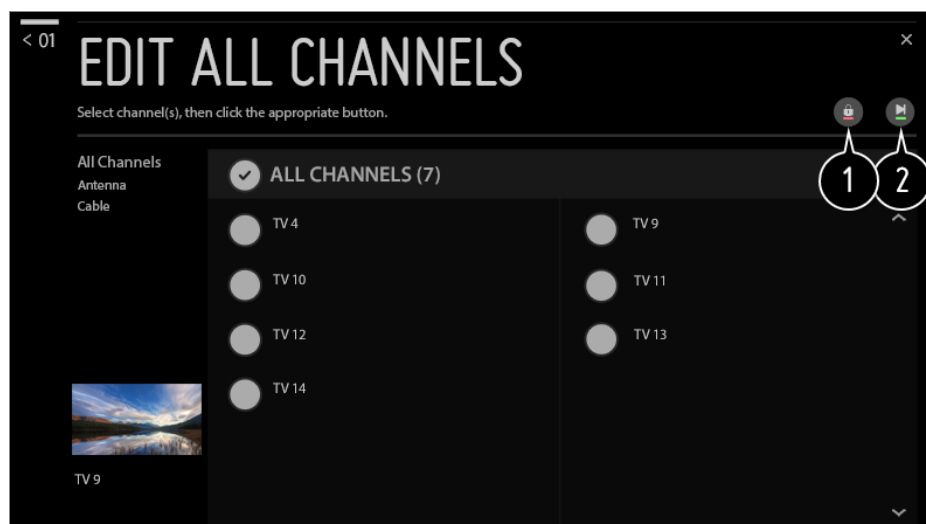 < 01
EDIT ALL CHANNELS
Select channel(s), then click the appropriate button.
1
2
All Channels
Antenna
Cable
ALL CHANNELS (7)
TV 4
TV 9
TV 10
TV 11
TV 12
TV 13
TV 14
TV 9